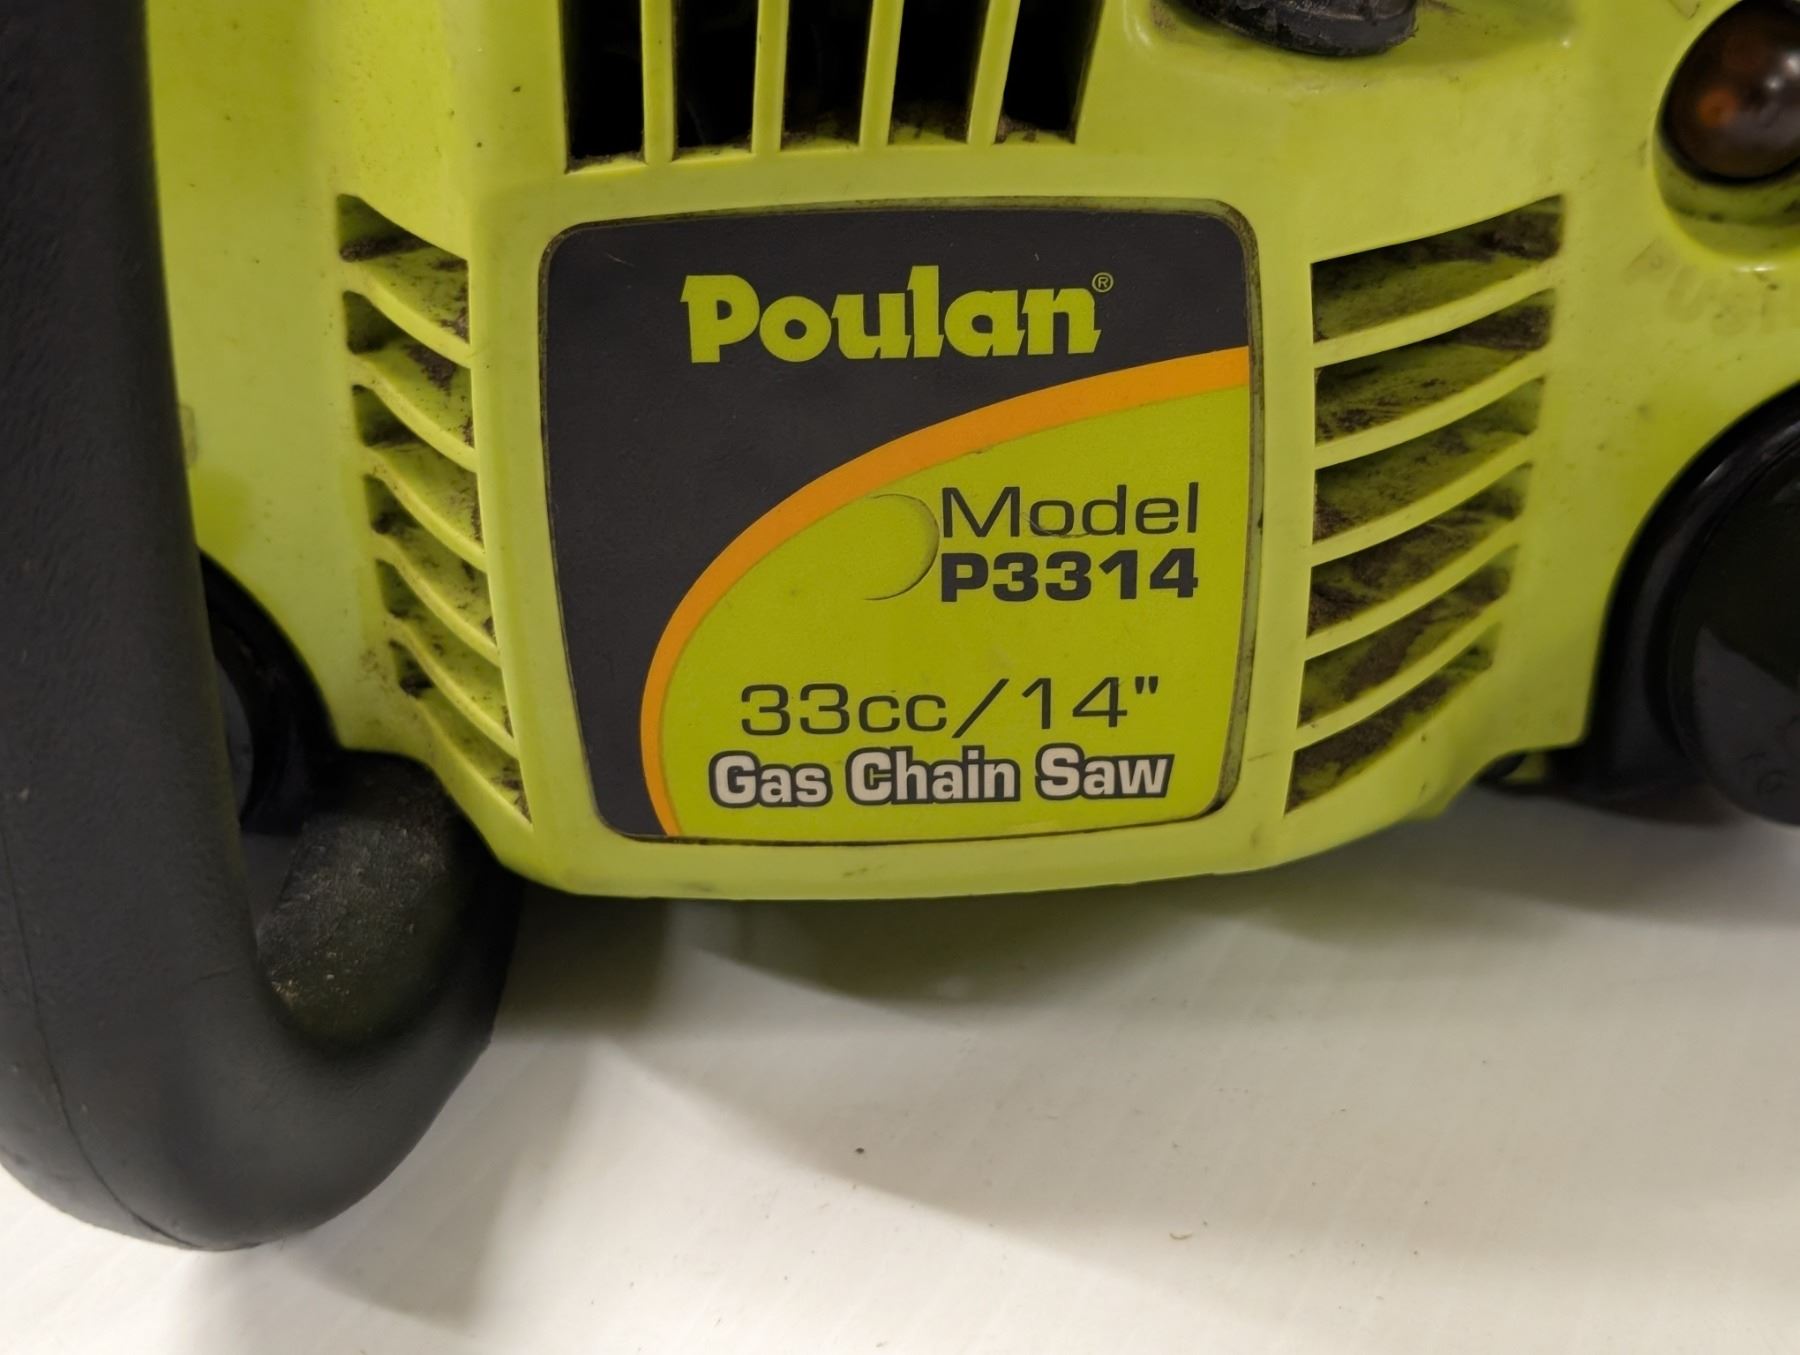 Poulan®
Model
P3314
33cc/14"
Gas Chain Saw